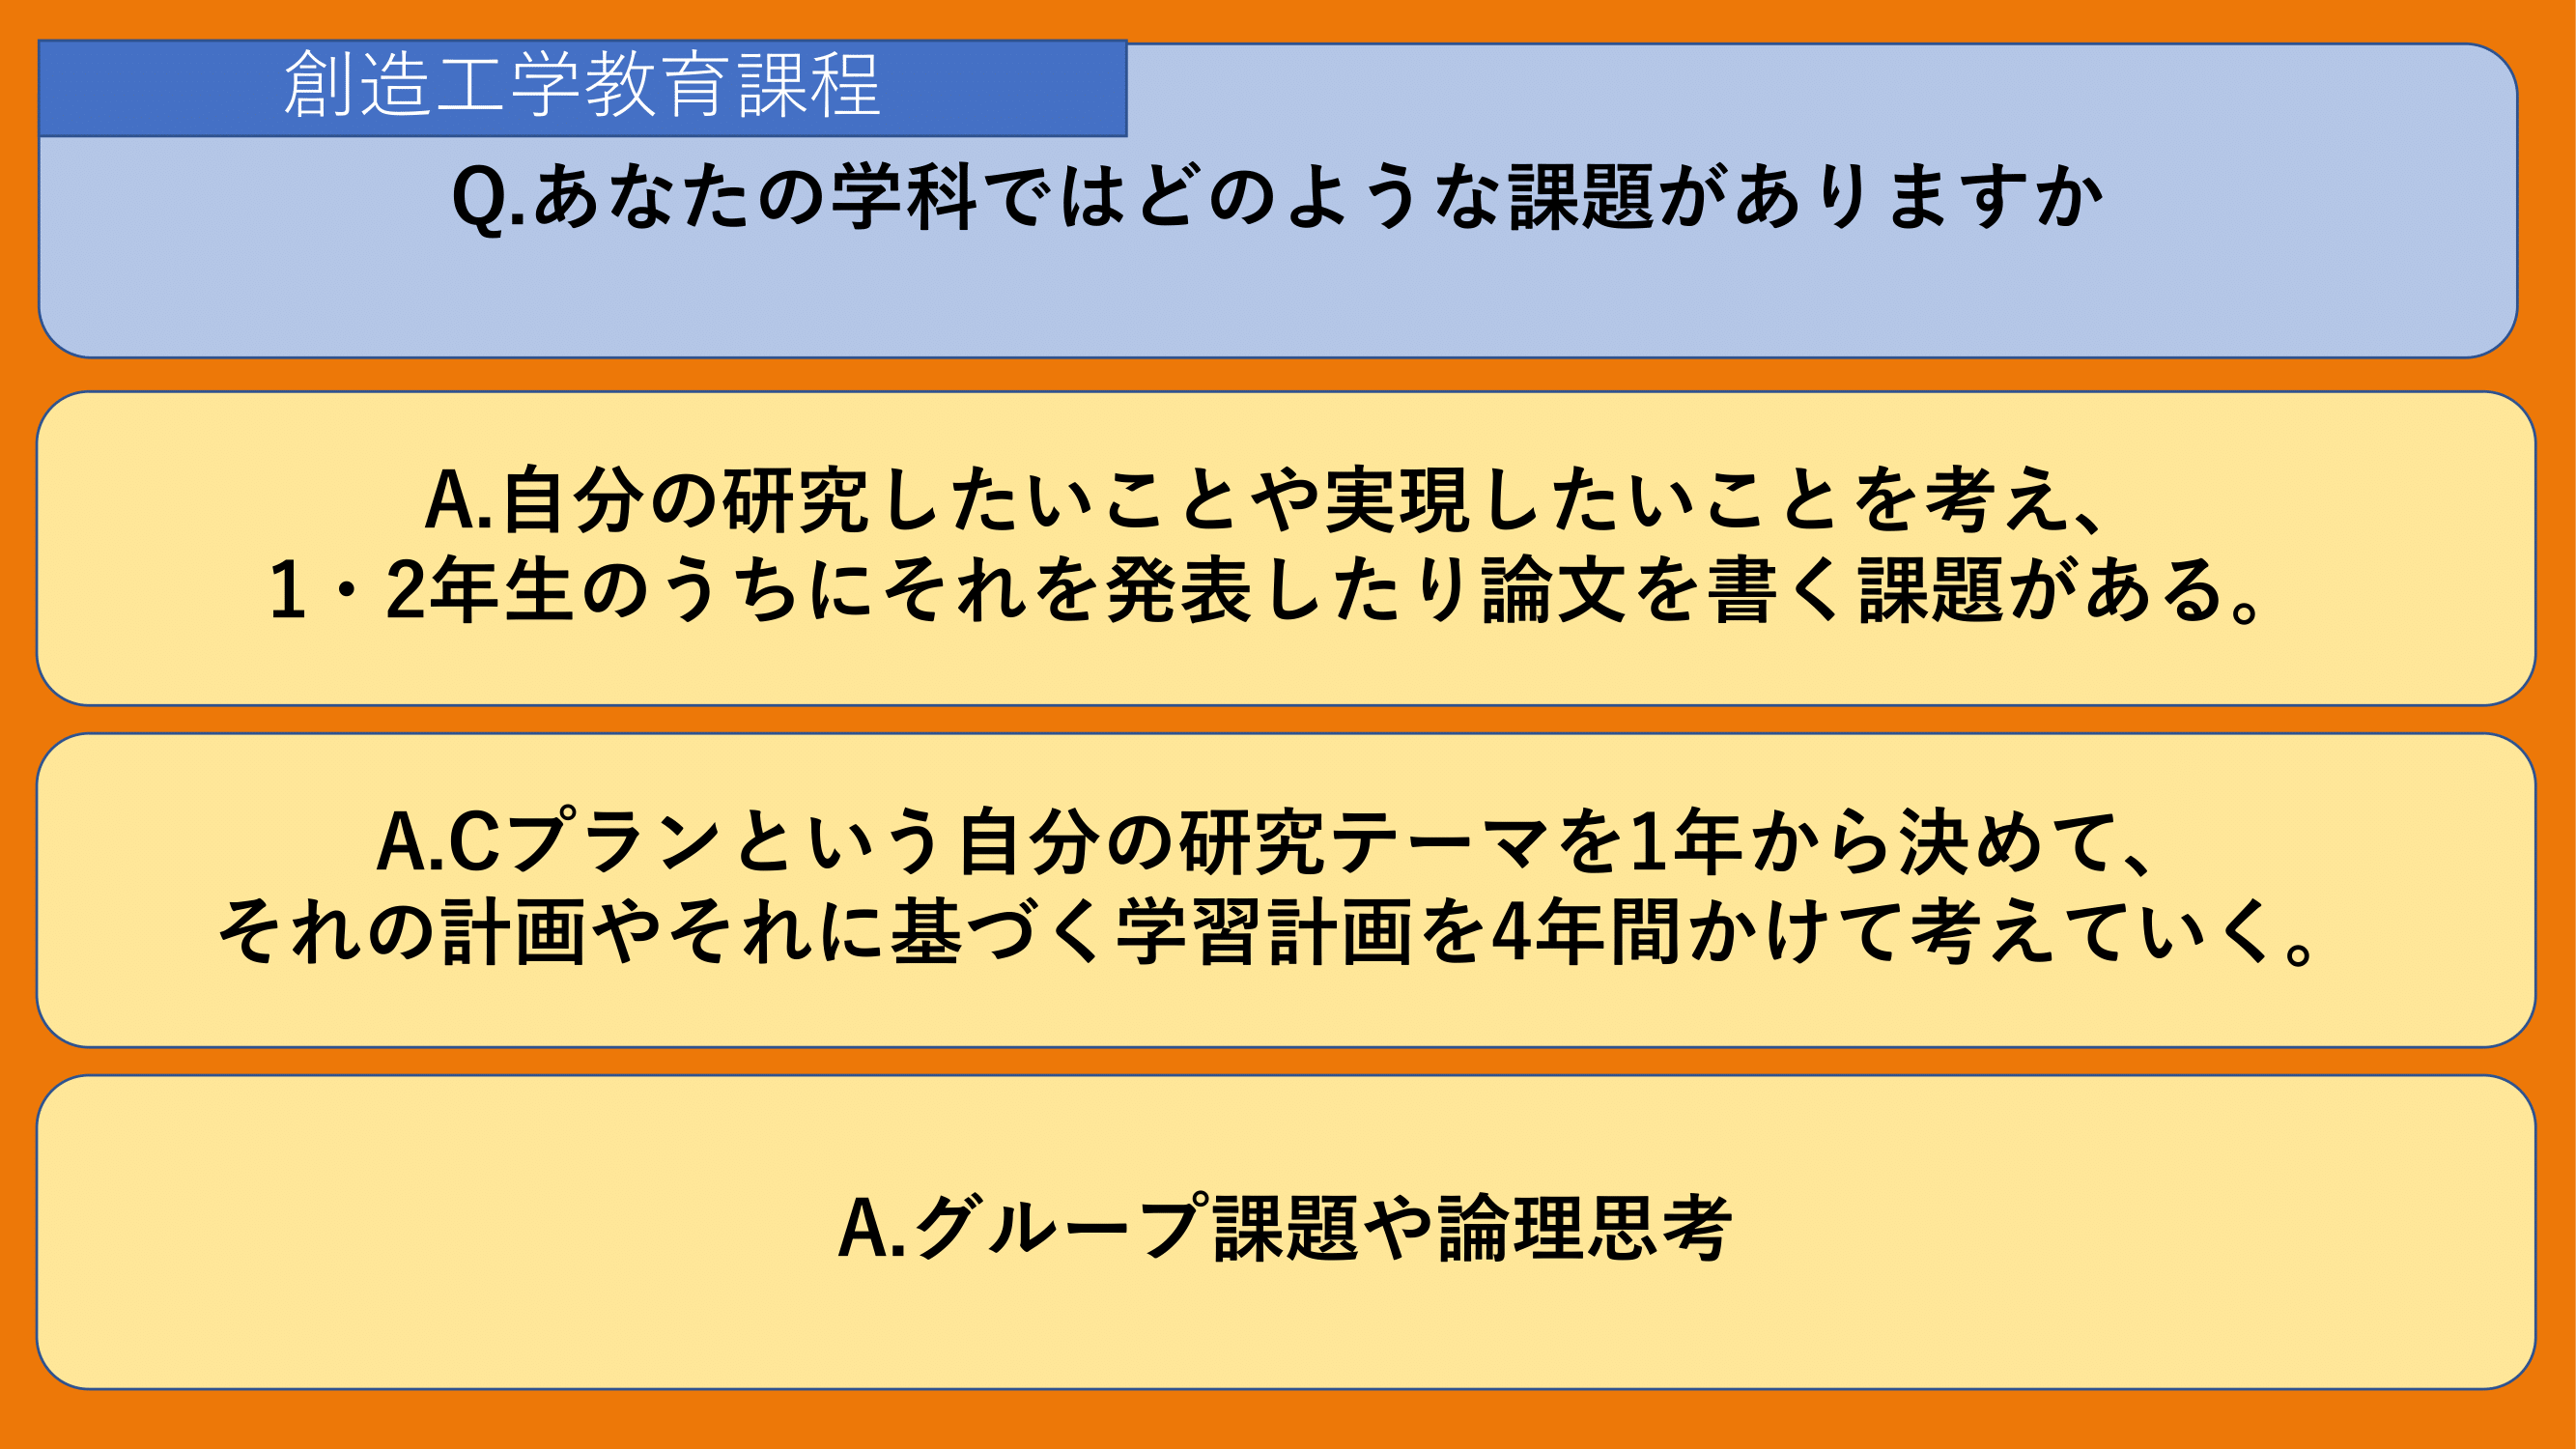 創造工学教育課程
Q.あなたの学科ではどのような課題がありますか
A.自分の研究したいことや実現したいことを考え、
1・2年生のうちにそれを発表したり論文を書く課題がある。
A.Cプランという自分の研究テーマを1年から決めて、
それの計画やそれに基づく学習計画を4年間かけて考えていく。
A.グループ課題や論理思考